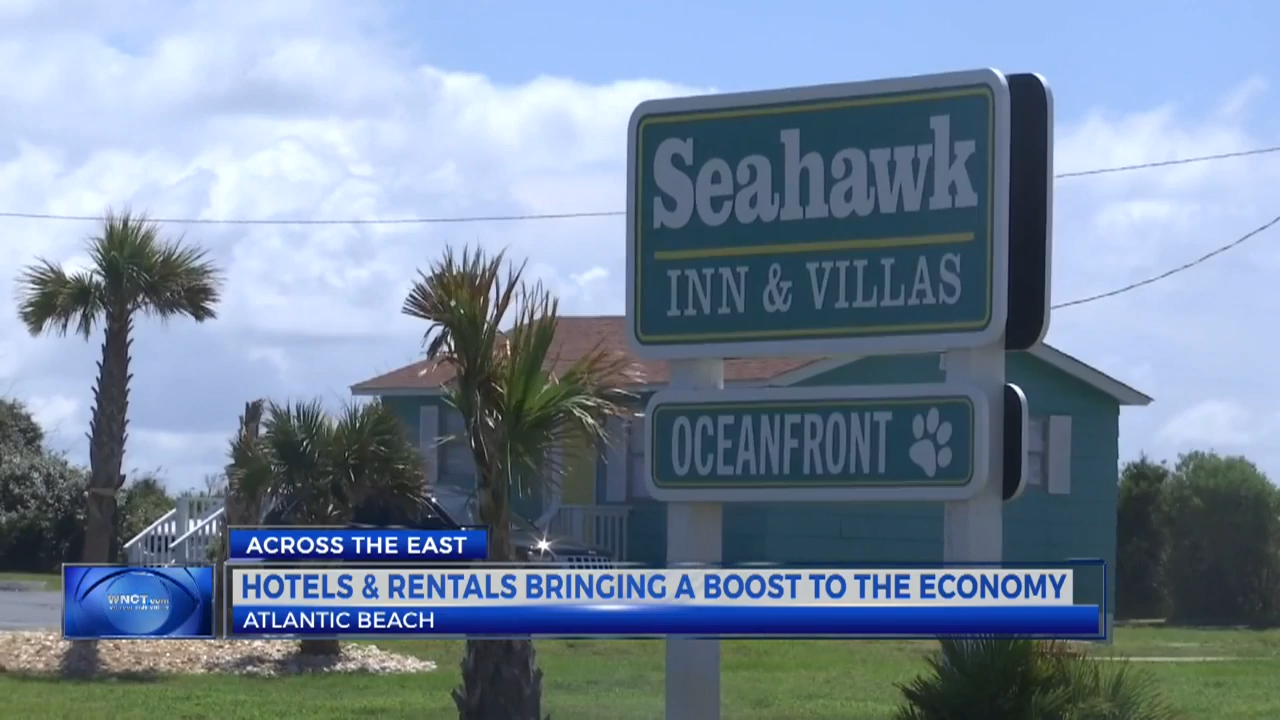 Seahawk
INN & VILLAS
OCEANFRONT
ACROSS THE EAST
HOTELS & RENTALS BRINGING A BOOST TO THE ECONOMY
ATLANTIC BEACH
WNCT.com